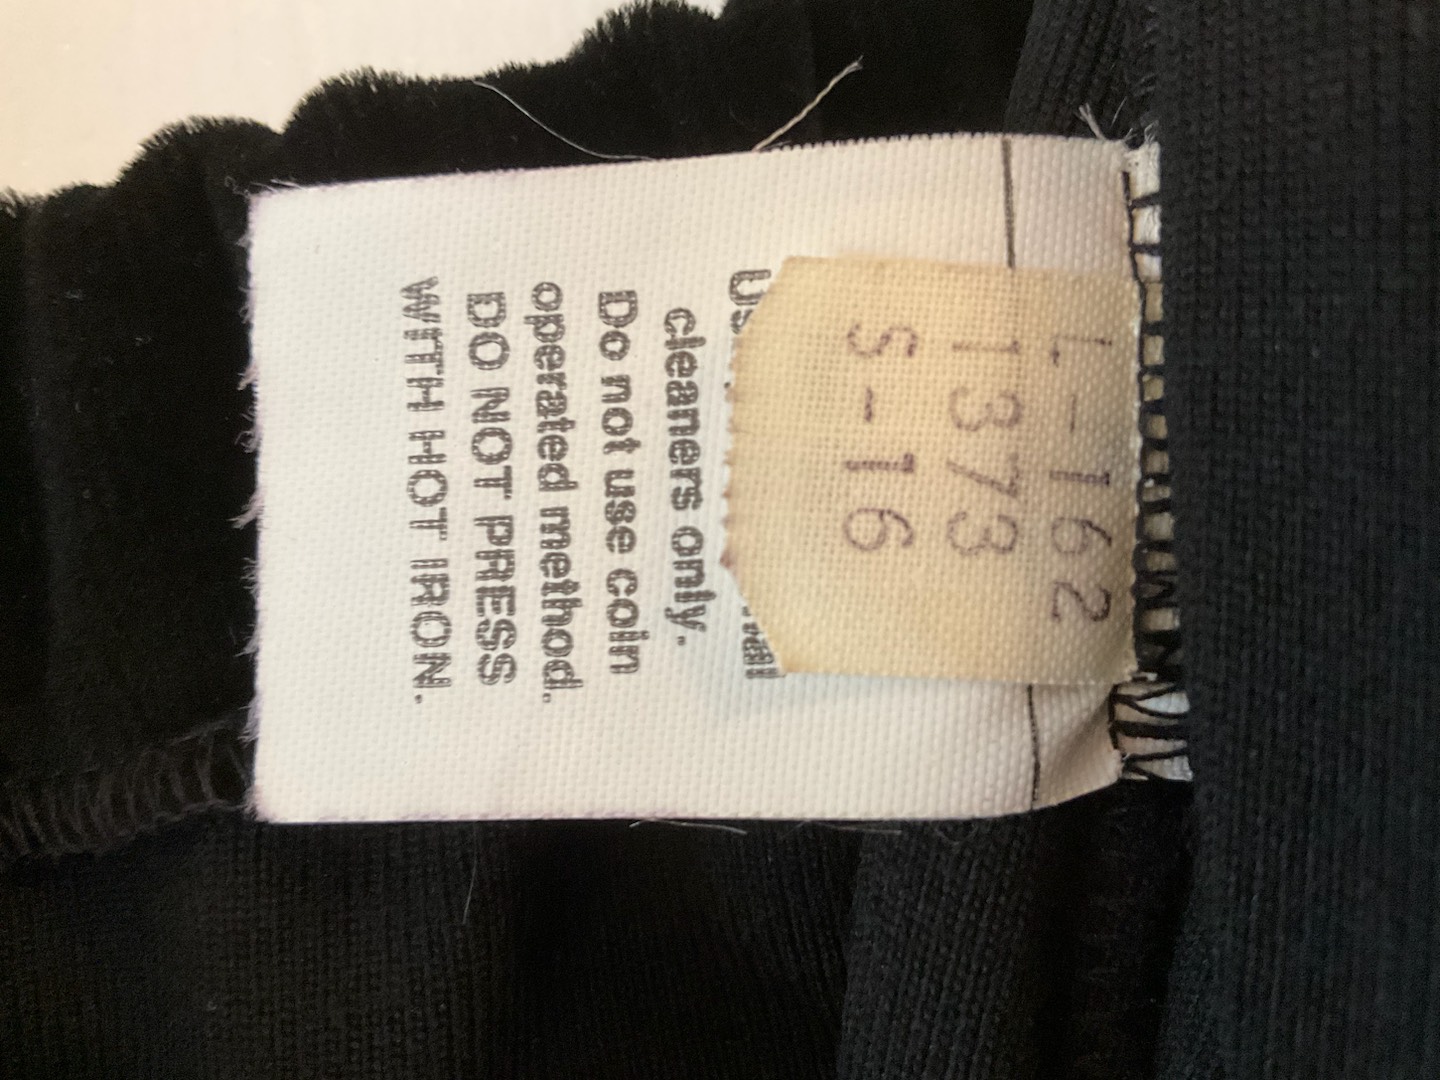 L-162
1373
S-16
cleaners only.
Do not use coin
operated method.
DO NOT PRESS
WITH HOT IRON.